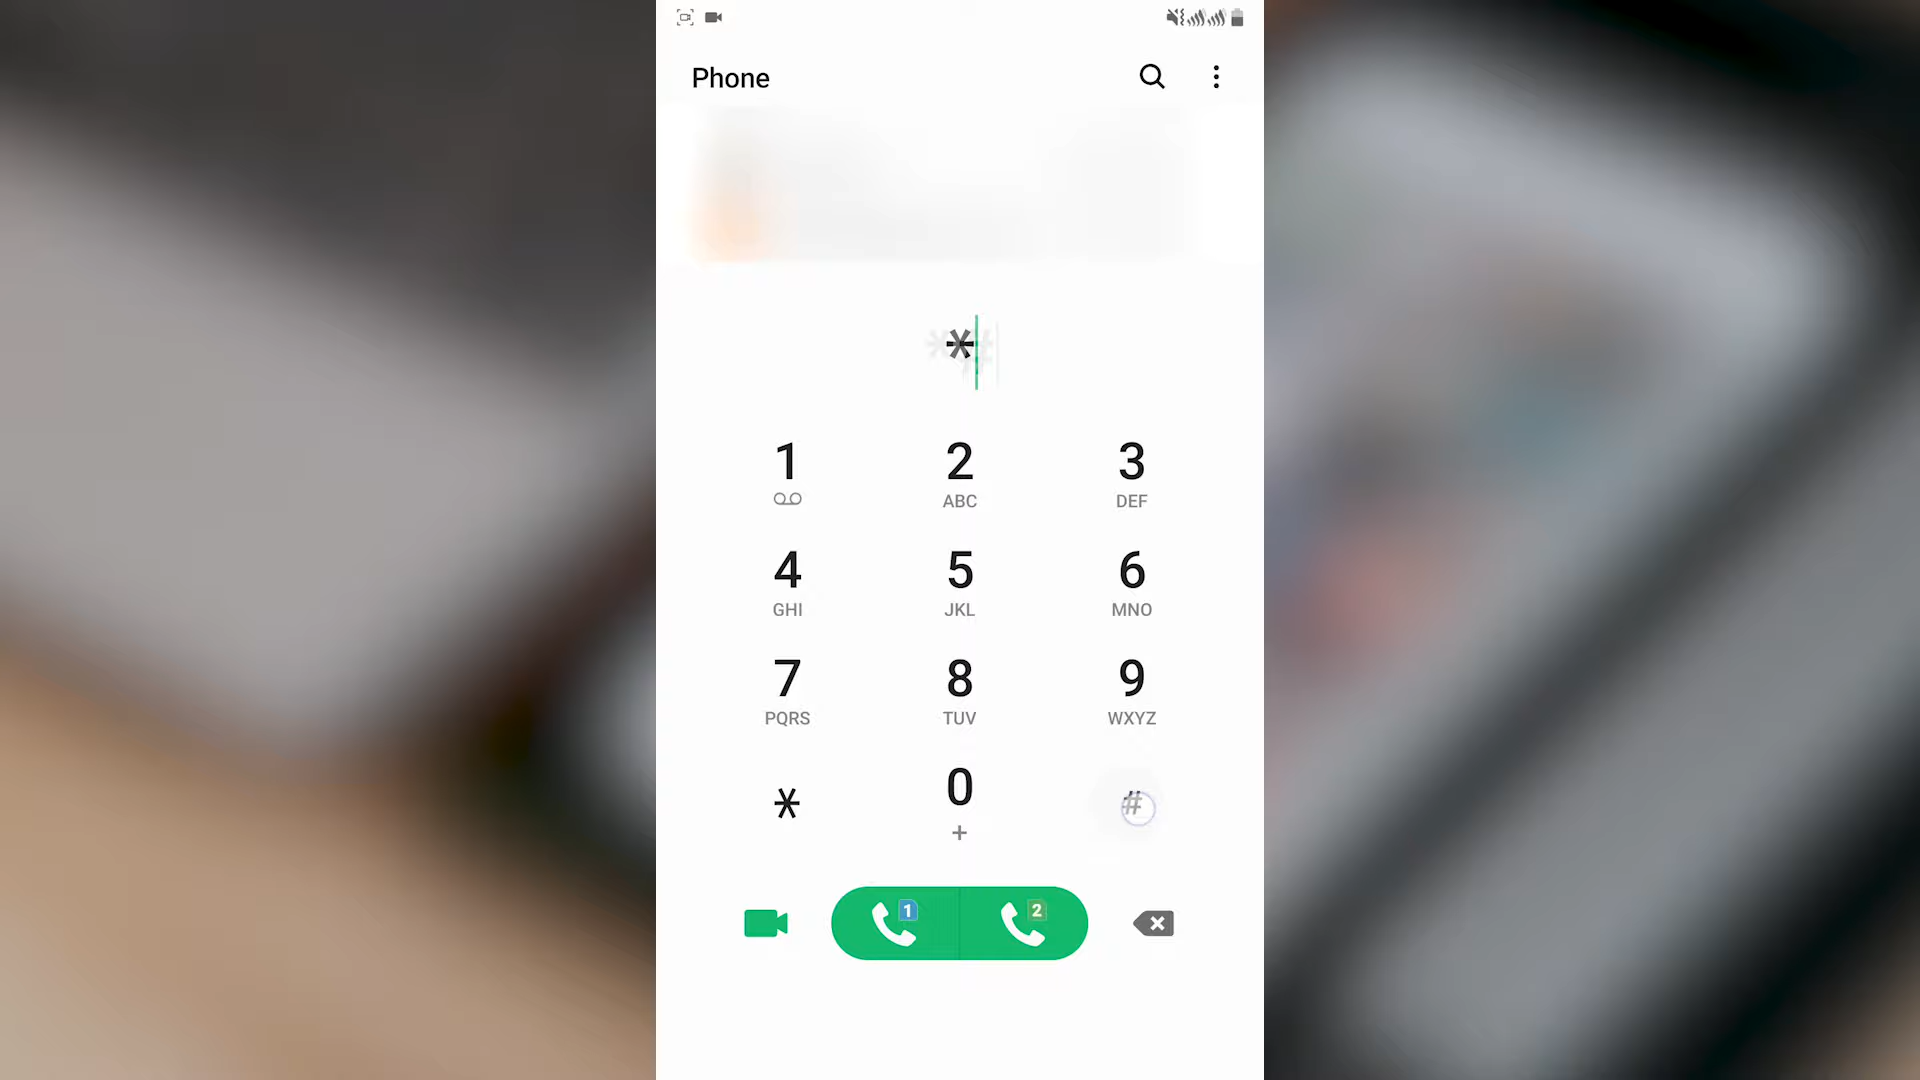 Phone
*
1 2 3
ABC DEF
4 5 6
GHI JKL MNO
7 8 9
PQRS TUV WXYZ
* 0 #
+
1 2